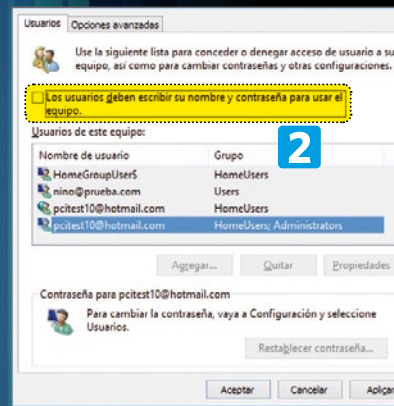 Usuarios Opciones avanzadas
Use la siguiente lista para conceder o denegar acceso de usuario a su
equipo, así como para cambiar contraseñas y otras configuraciones.
Los usuarios deben escribir su nombre y contraseña para usar el
equipo.
Usuarios de este equipo:
2
Nombre de usuario Grupo
HomeGroupUser$ HomeUsers
nino@prueba.com Users
pcitest10@hotmail.com HomeUsers
pcitest10@hotmail.com HomeUsers; Administrators
Agregar... Quitar Propiedades
Contraseña para pcitest10@hotmail.com
Para cambiar la contraseña, vaya a Configuración y seleccione
Usuarios.
Restablecer contraseña...
Aceptar Cancelar Aplicar